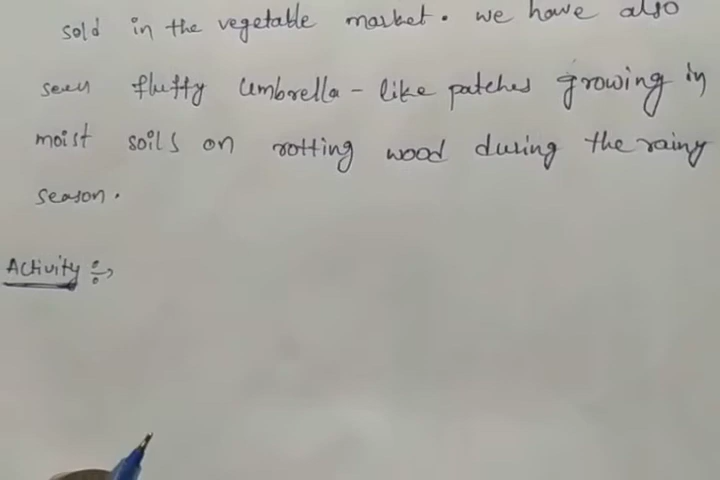 sold in the vegetable market. we have also
seen fluffy Umbrella - like patches growing in
moist soils on rotting wood during the rainy
season.
Activity :->